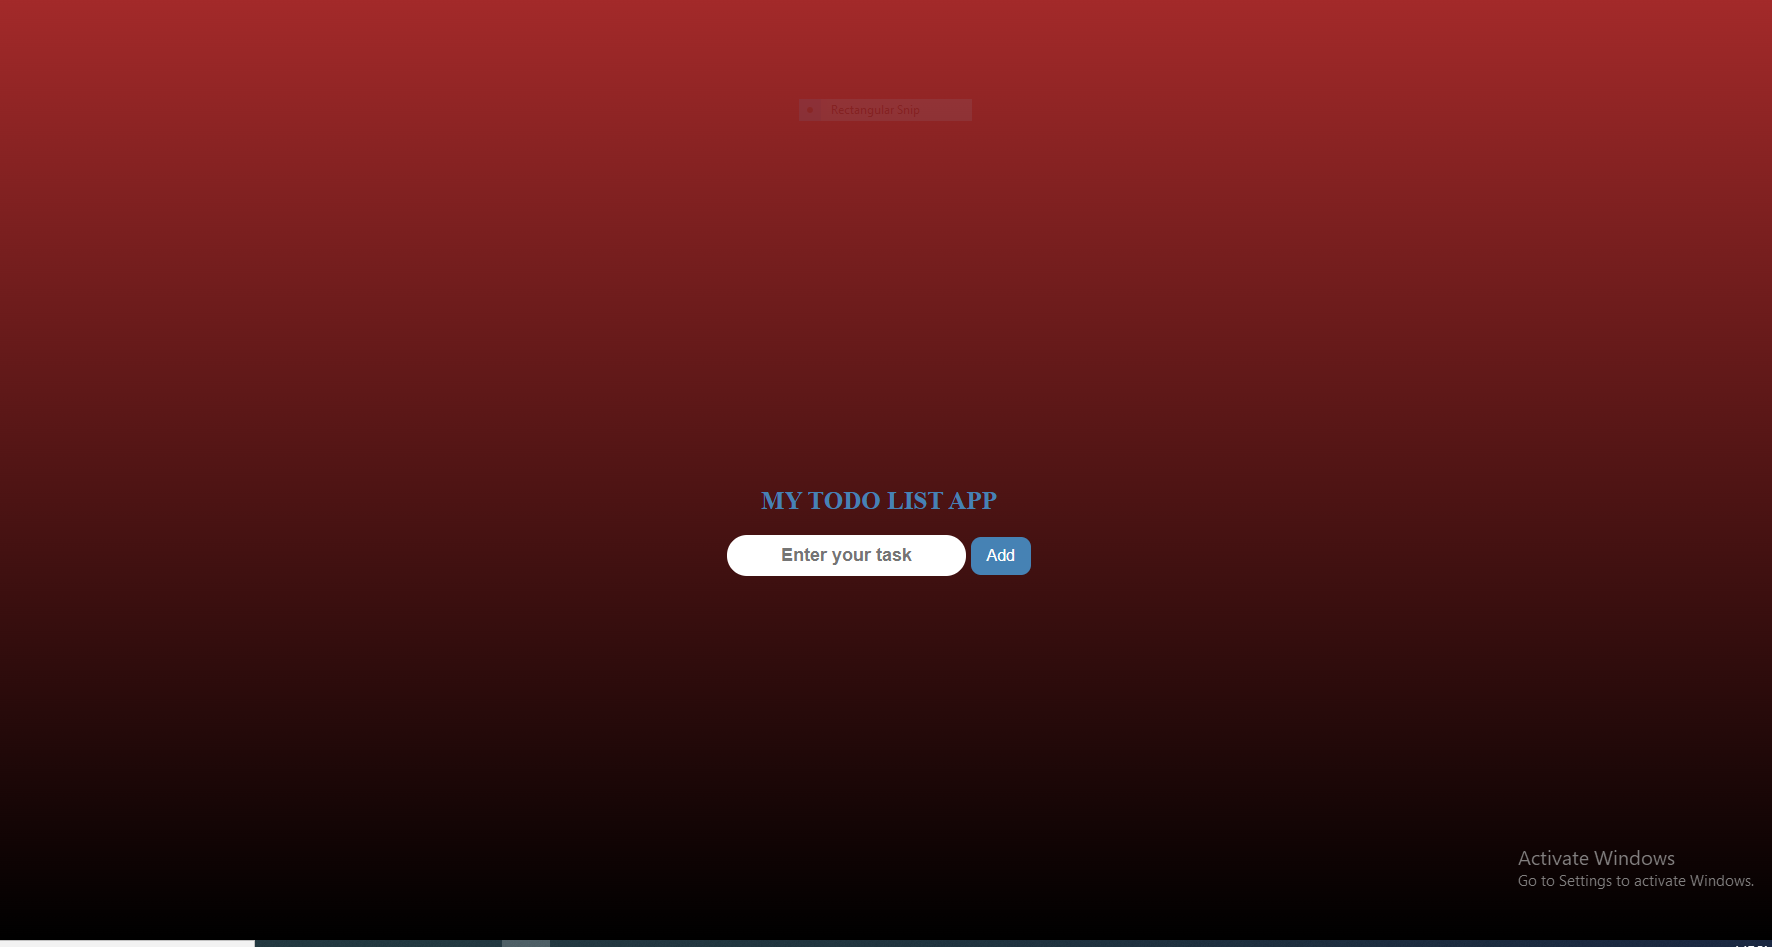 Rectangular Snip
MY TODO LIST APP
Enter your task
Add
Activate Windows
Go to Settings to activate Windows.